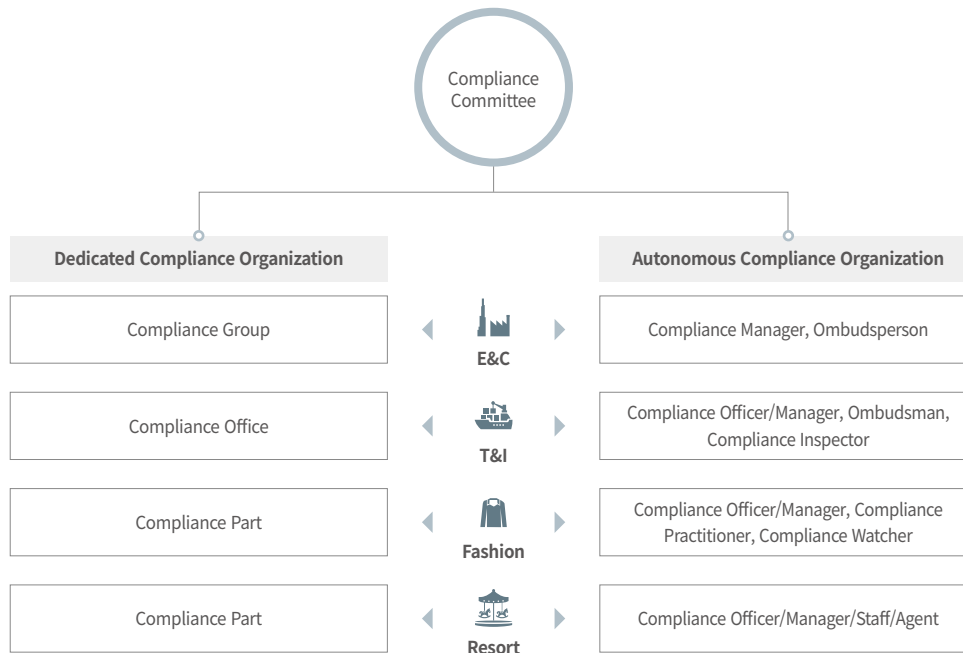 Compliance
Committee
Dedicated Compliance Organization
Autonomous Compliance Organization
Compliance Group
E&C
Compliance Manager, Ombudsperson
Compliance Office
T&I
Compliance Officer/Manager, Ombudsman,
Compliance Inspector
Compliance Part
Fashion
Compliance Officer/Manager, Compliance
Practitioner, Compliance Watcher
Compliance Part
Resort
Compliance Officer/Manager/Staff/Agent